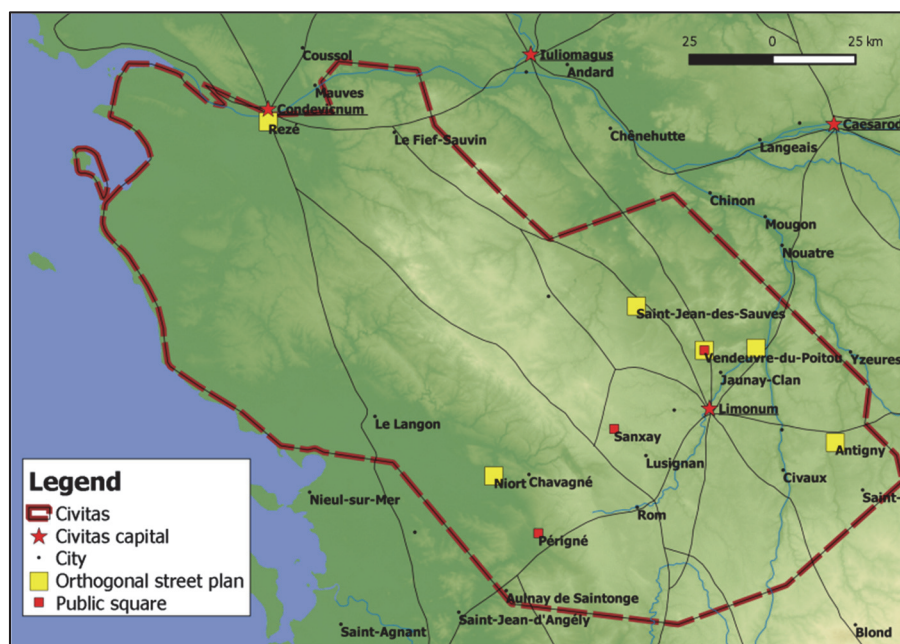 Coussol
Iuliomagus
Andard
25 0 25 km
Mauves
Condevicnum
Rezé
Le Fief-Sauvin
Chênehutte
Caesarod
Langeais
Chinon
Mougon
Nouatre
Saint-Jean-des-Sauves
Vendeuvre-du-Poitou
Yzeures
Jaunay-Clan
Limonum
Le Langon
Sanxay
Antigny
Lusignan
Civaux
Niort
Chavagné
Saint-
Nieul-sur-Mer
Rom
Périgné
Aulnay de Saintonge
Saint-Jean-d'Angély
Saint-Agnant
Blond
Legend
Civitas
Civitas capital
City
Orthogonal street plan
Public square